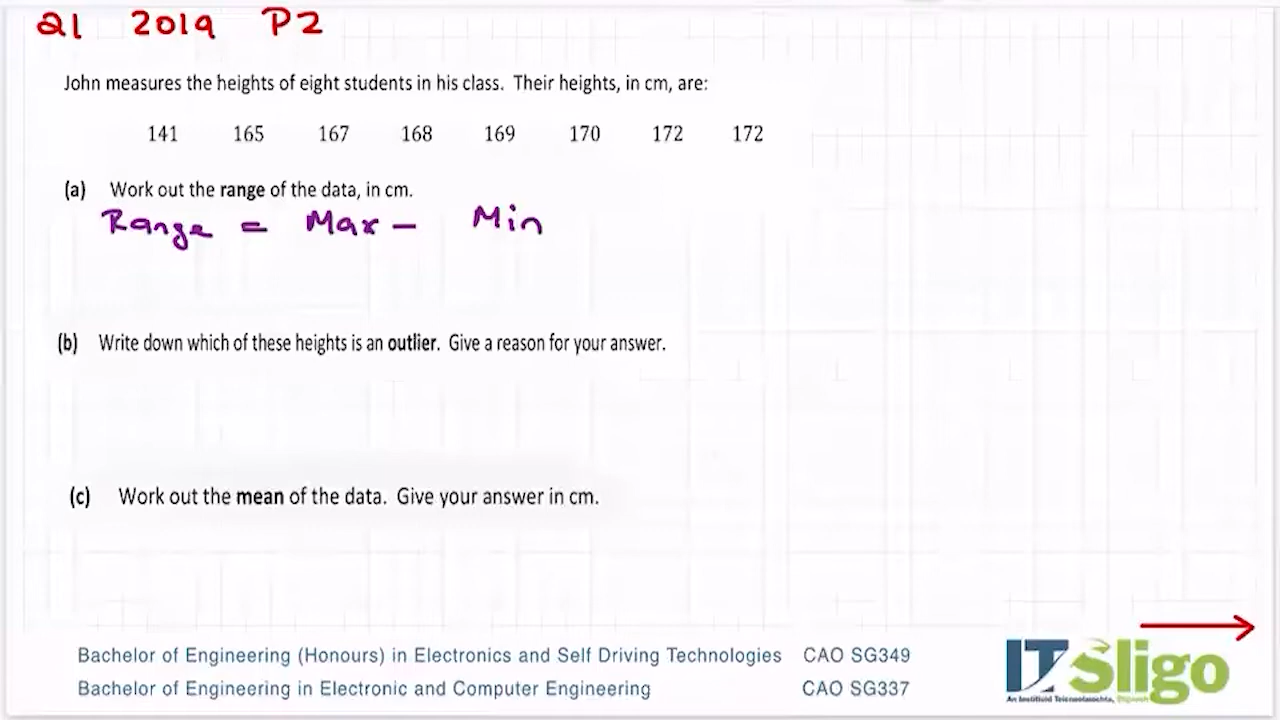 Q1 2019 P2
John measures the heights of eight students in his class. Their heights, in cm, are:
141 165 167 168 169 170 172 172
(a) Work out the range of the data, in cm.
Range = Max - Min
(b) Write down which of these heights is an outlier. Give a reason for your answer.
(c) Work out the mean of the data. Give your answer in cm.
Bachelor of Engineering (Honours) in Electronics and Self Driving Technologies CAO SG349
Bachelor of Engineering in Electronic and Computer Engineering CAO SG337
IT Sligo
An Institiúid Teicneolaíochta, Sligeach